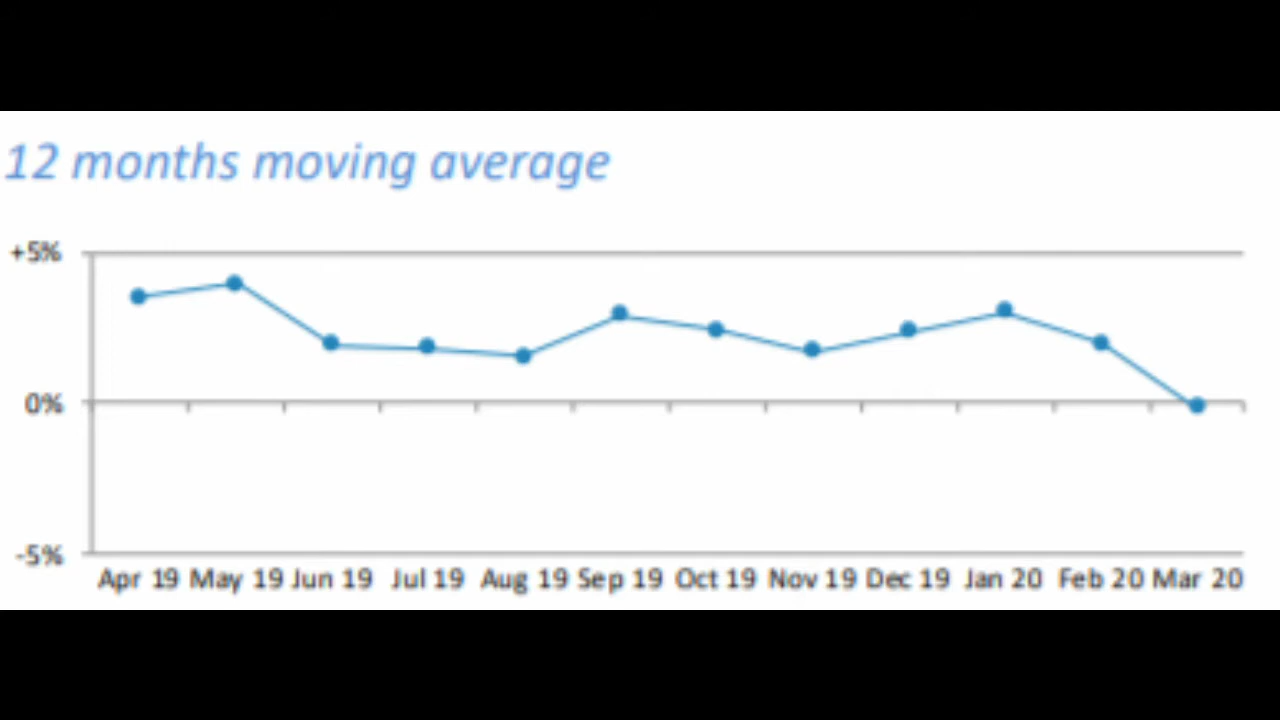 12 months moving average
+5%
0%
-5%
Apr 19 May 19 Jun 19 Jul 19 Aug 19 Sep 19 Oct 19 Nov 19 Dec 19 Jan 20 Feb 20 Mar 20